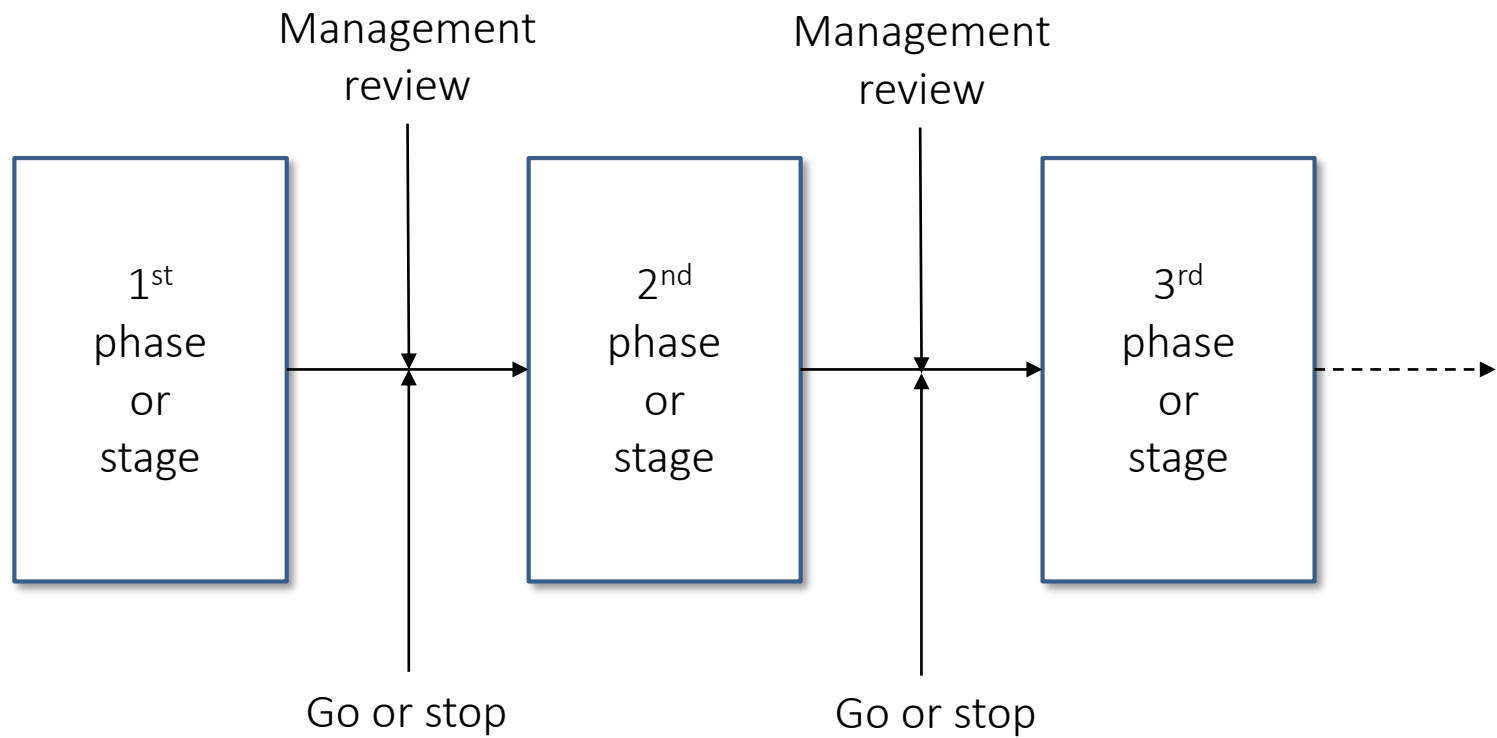 Management
review
Management
review
1st
phase
or
stage
2nd
phase
or
stage
3rd
phase
or
stage
Go or stop
Go or stop